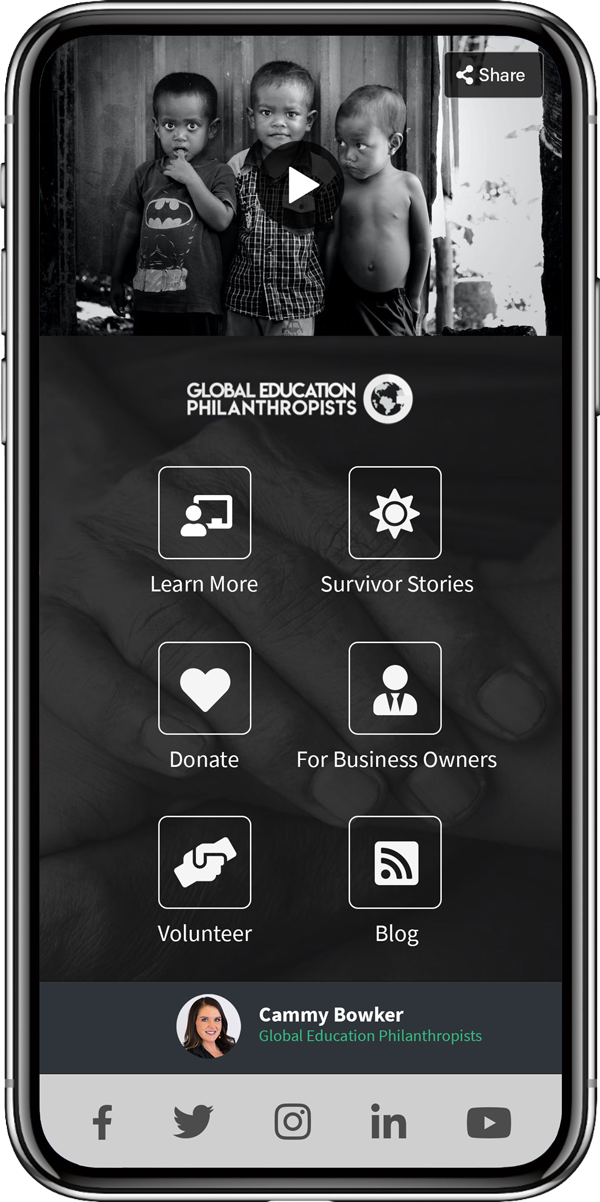 Share
GLOBAL EDUCATION
PHILANTHROPISTS
Learn More
Survivor Stories
Donate
For Business Owners
Volunteer
Blog
Cammy Bowker
Global Education Philanthropists